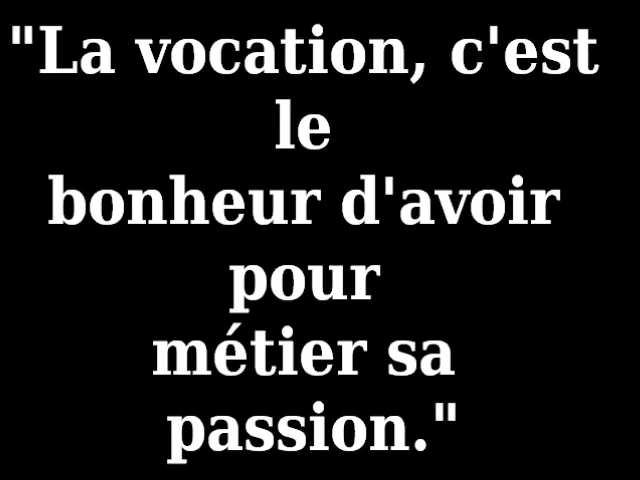 "La vocation, c'est
le
bonheur d'avoir
pour
métier sa
passion."